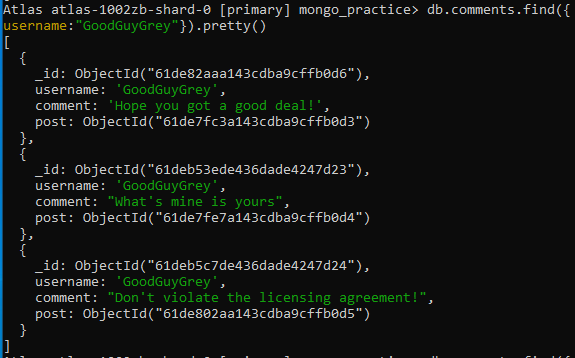 Atlas atlas-1002zb-shard-0 [primary] mongo_practice> db.comments.find({
username:"GoodGuyGrey"}).pretty()
[
  {
    _id: ObjectId("61de82aaa143cdba9cffb0d6"),
    username: 'GoodGuyGrey',
    comment: 'Hope you got a good deal!',
    post: ObjectId("61de7fc3a143cdba9cffb0d3")
  },
  {
    _id: ObjectId("61deb53ede436dade4247d23"),
    username: 'GoodGuyGrey',
    comment: "What's mine is yours",
    post: ObjectId("61de7fe7a143cdba9cffb0d4")
  },
  {
    _id: ObjectId("61deb5c7de436dade4247d24"),
    username: 'GoodGuyGrey',
    comment: "Don't violate the licensing agreement!",
    post: ObjectId("61de802aa143cdba9cffb0d5")
  }
]